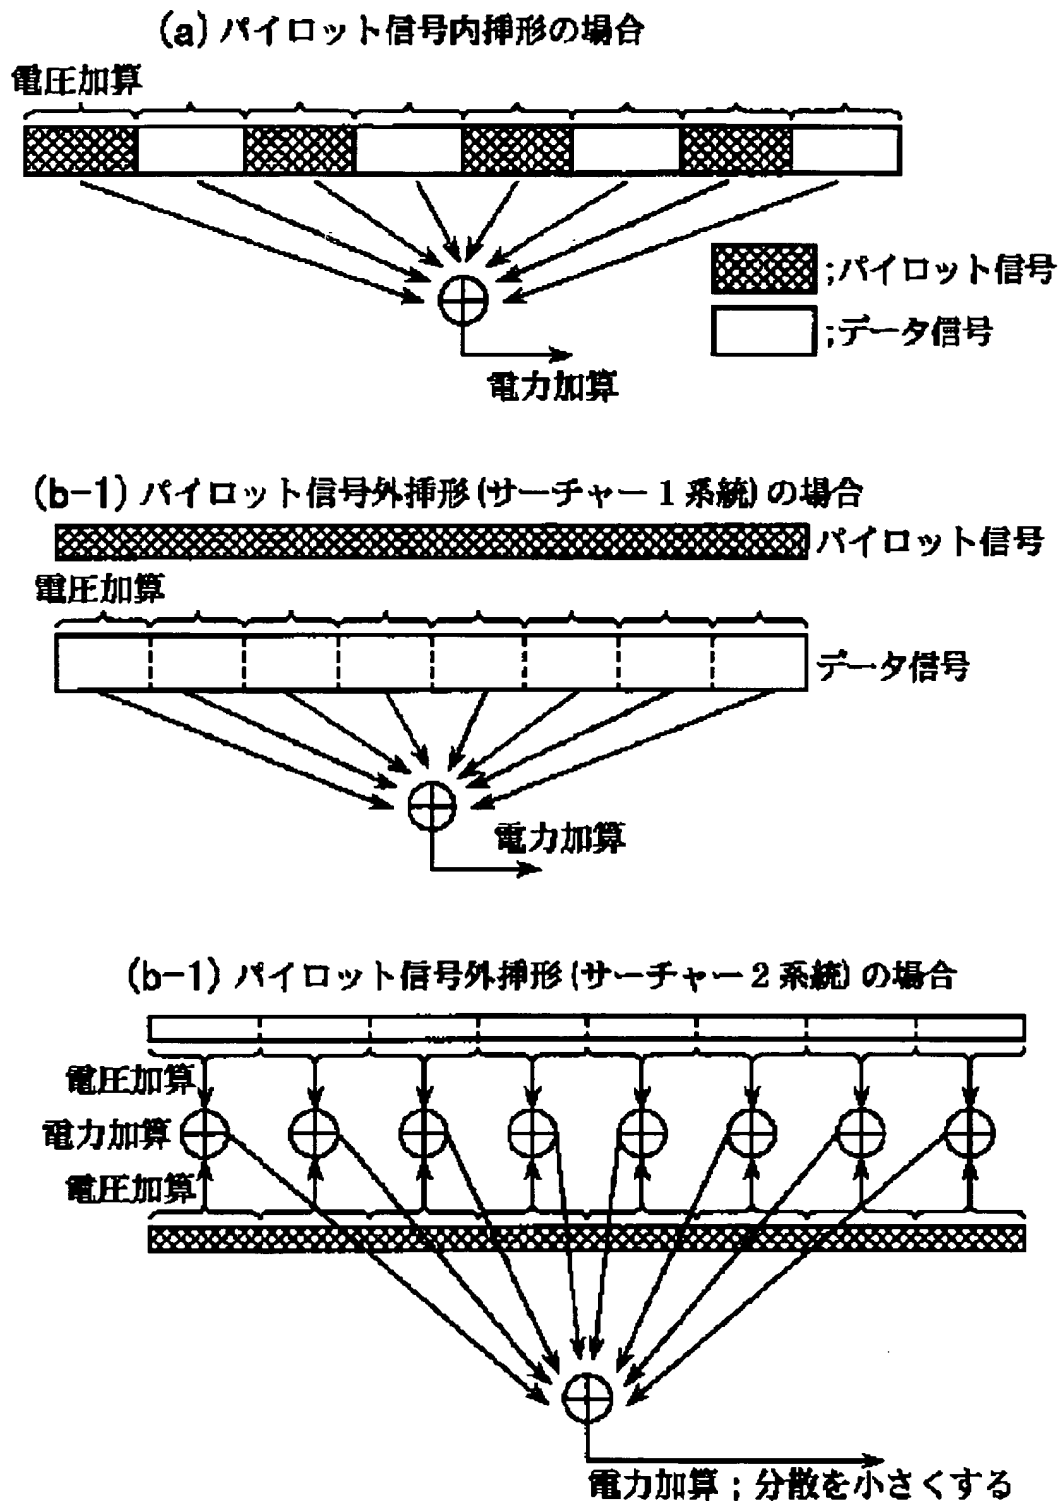 (a) パイロット信号内挿形の場合
電圧加算
;パイロット信号
;データ信号
電力加算
(b-1) パイロット信号外挿形(サーチャー1系統)の場合
パイロット信号
電圧加算
データ信号
電力加算
(b-1) パイロット信号外挿形(サーチャー2系統)の場合
電圧加算
電力加算
電圧加算
電力加算;分散を小さくする